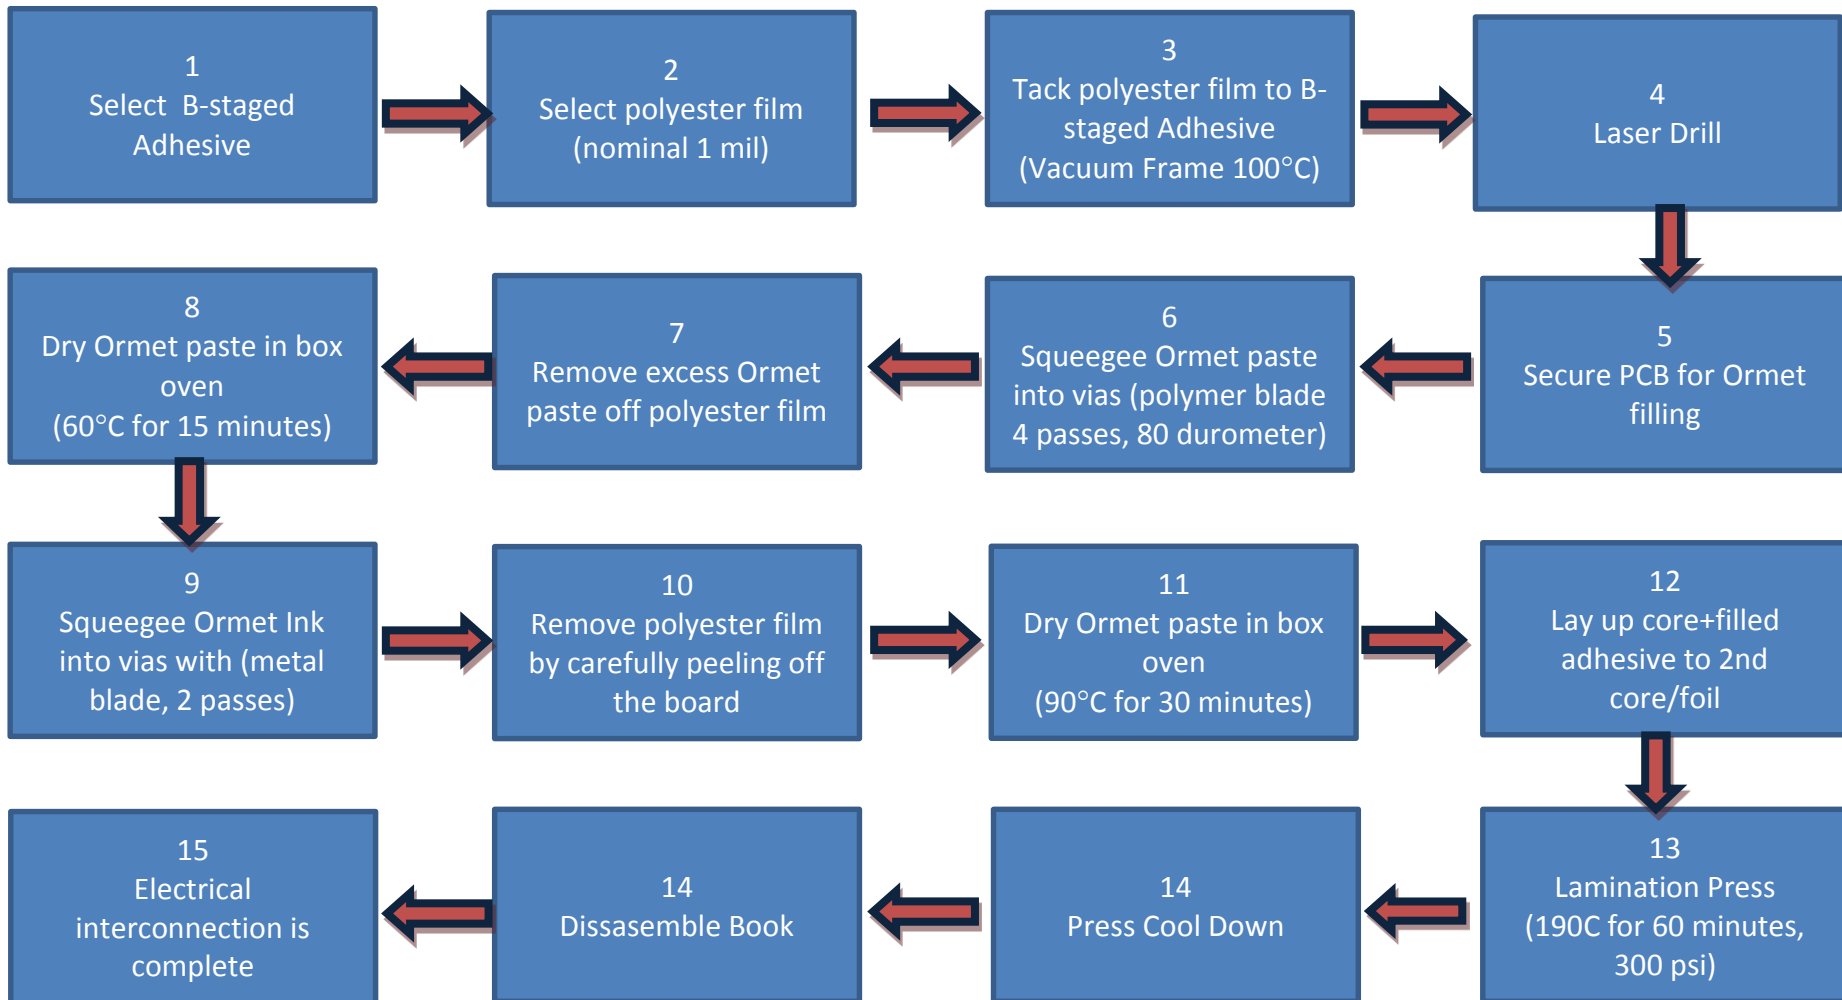 1
Select B-staged
Adhesive
2
Select polyester film
(nominal 1 mil)
3
Tack polyester film to B-
staged Adhesive
(Vacuum Frame 100°C)
4
Laser Drill
5
Secure PCB for Ormet
filling
6
Squeegee Ormet paste
into vias (polymer blade
4 passes, 80 durometer)
7
Remove excess Ormet
paste off polyester film
8
Dry Ormet paste in box
oven
(60°C for 15 minutes)
9
Squeegee Ormet Ink
into vias with (metal
blade, 2 passes)
10
Remove polyester film
by carefully peeling off
the board
11
Dry Ormet paste in box
oven
(90°C for 30 minutes)
12
Lay up core+filled
adhesive to 2nd
core/foil
13
Lamination Press
(190C for 60 minutes,
300 psi)
14
Press Cool Down
14
Dissasemble Book
15
Electrical
interconnection is
complete